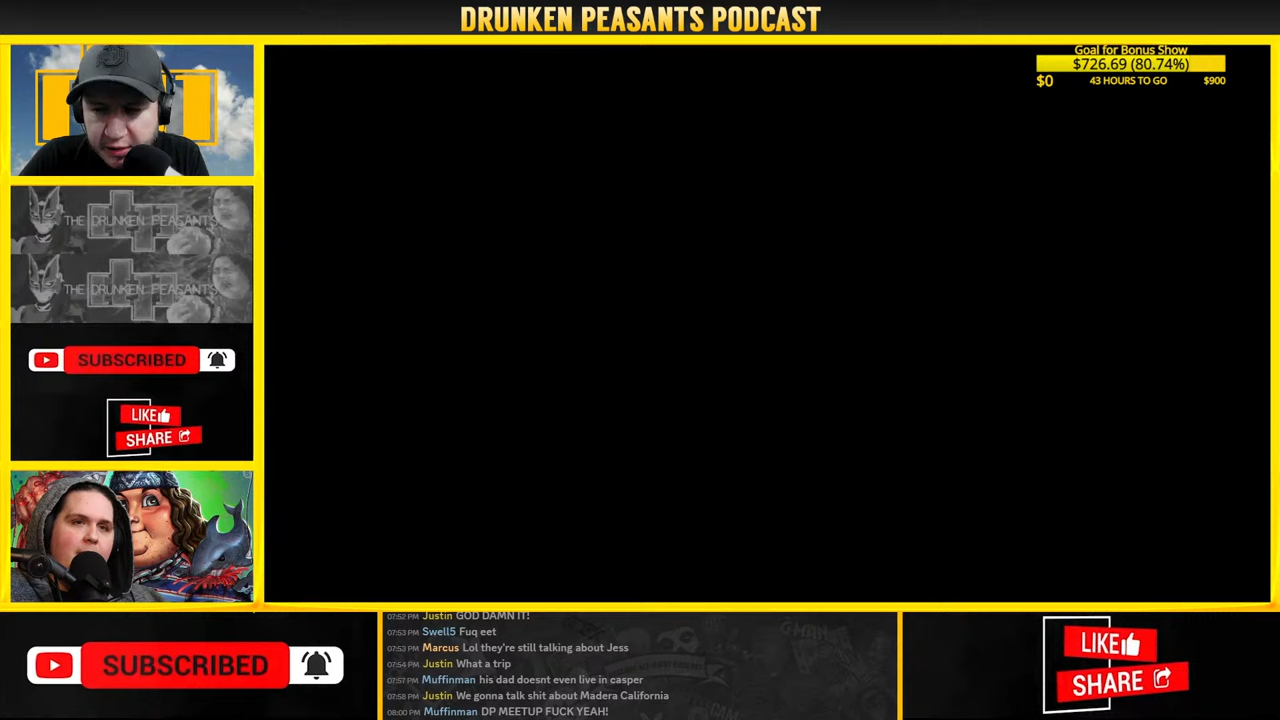 DRUNKEN PEASANTS PODCAST
Goal for Bonus Show
$726.69 (80.74%)
$0 43 HOURS TO GO $900
THE DRUNKEN PEASANTS
THE DRUNKEN PEASANTS
SUBSCRIBED
LIKE
SHARE
07:52 PM Justin GOD DAMN IT!
07:53 PM Swell5 Fuq eet
07:53 PM Marcus Lol they're still talking about Jess
07:54 PM Justin What a trip
07:57 PM Muffinman his dad doesnt even live in casper
07:58 PM Justin We gonna talk shit about Madera California
08:00 PM Muffinman DP MEETUP FUCK YEAH!
SUBSCRIBED
LIKE
SHARE